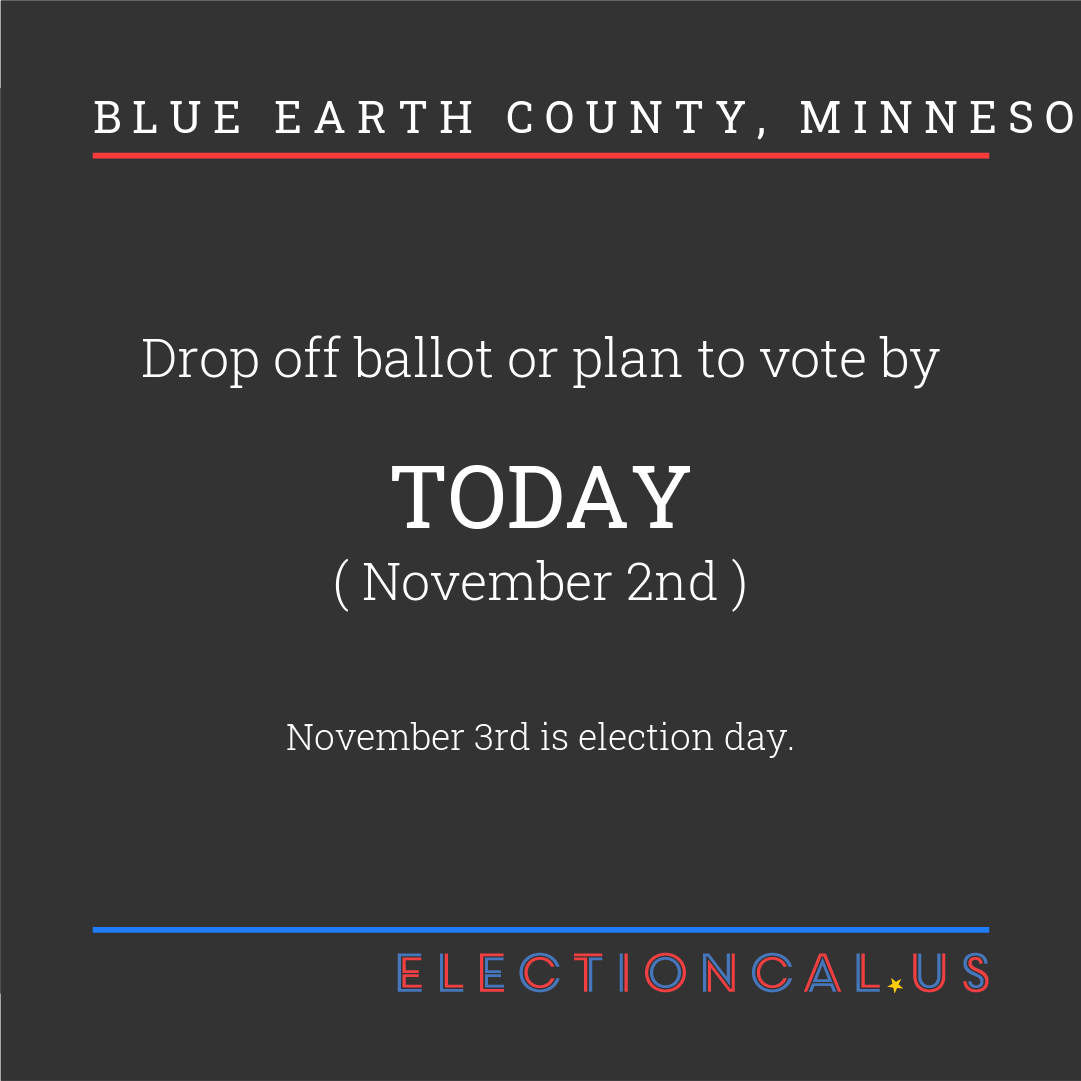 BLUE EARTH COUNTY, MINNESO
Drop off ballot or plan to vote by
TODAY
( November 2nd )
November 3rd is election day.
ELECTIONCAL.US